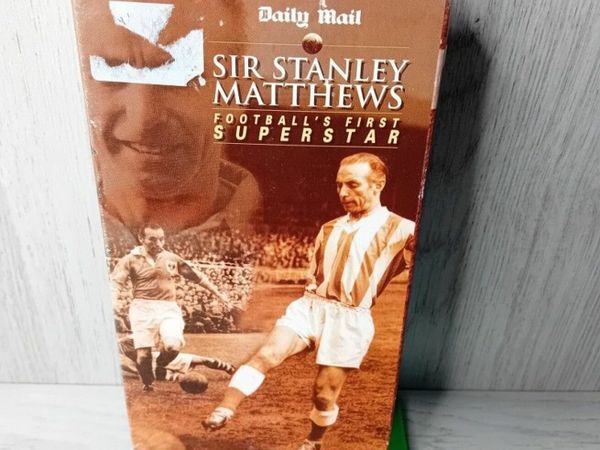 Daily Mail
SIR STANLEY
MATTHEWS
FOOTBALL'S FIRST
SUPERSTAR